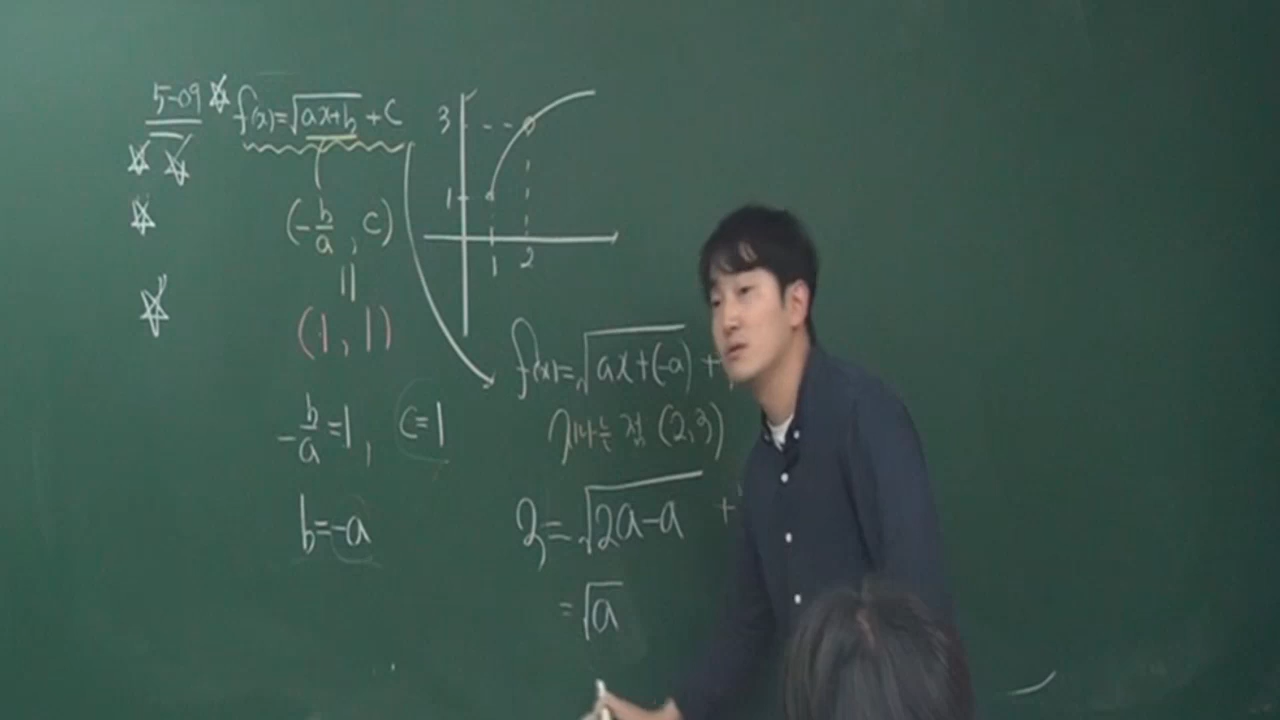 5-09
f(x)=√ax+b + C
(-b/a, C)
||
(1, 1)
-b/a=1, C=1
b=-a
3
1
1 2
f(x)=√ax+(-a) +
지나는 점 (2,3)
3=√2a-a +
=√a